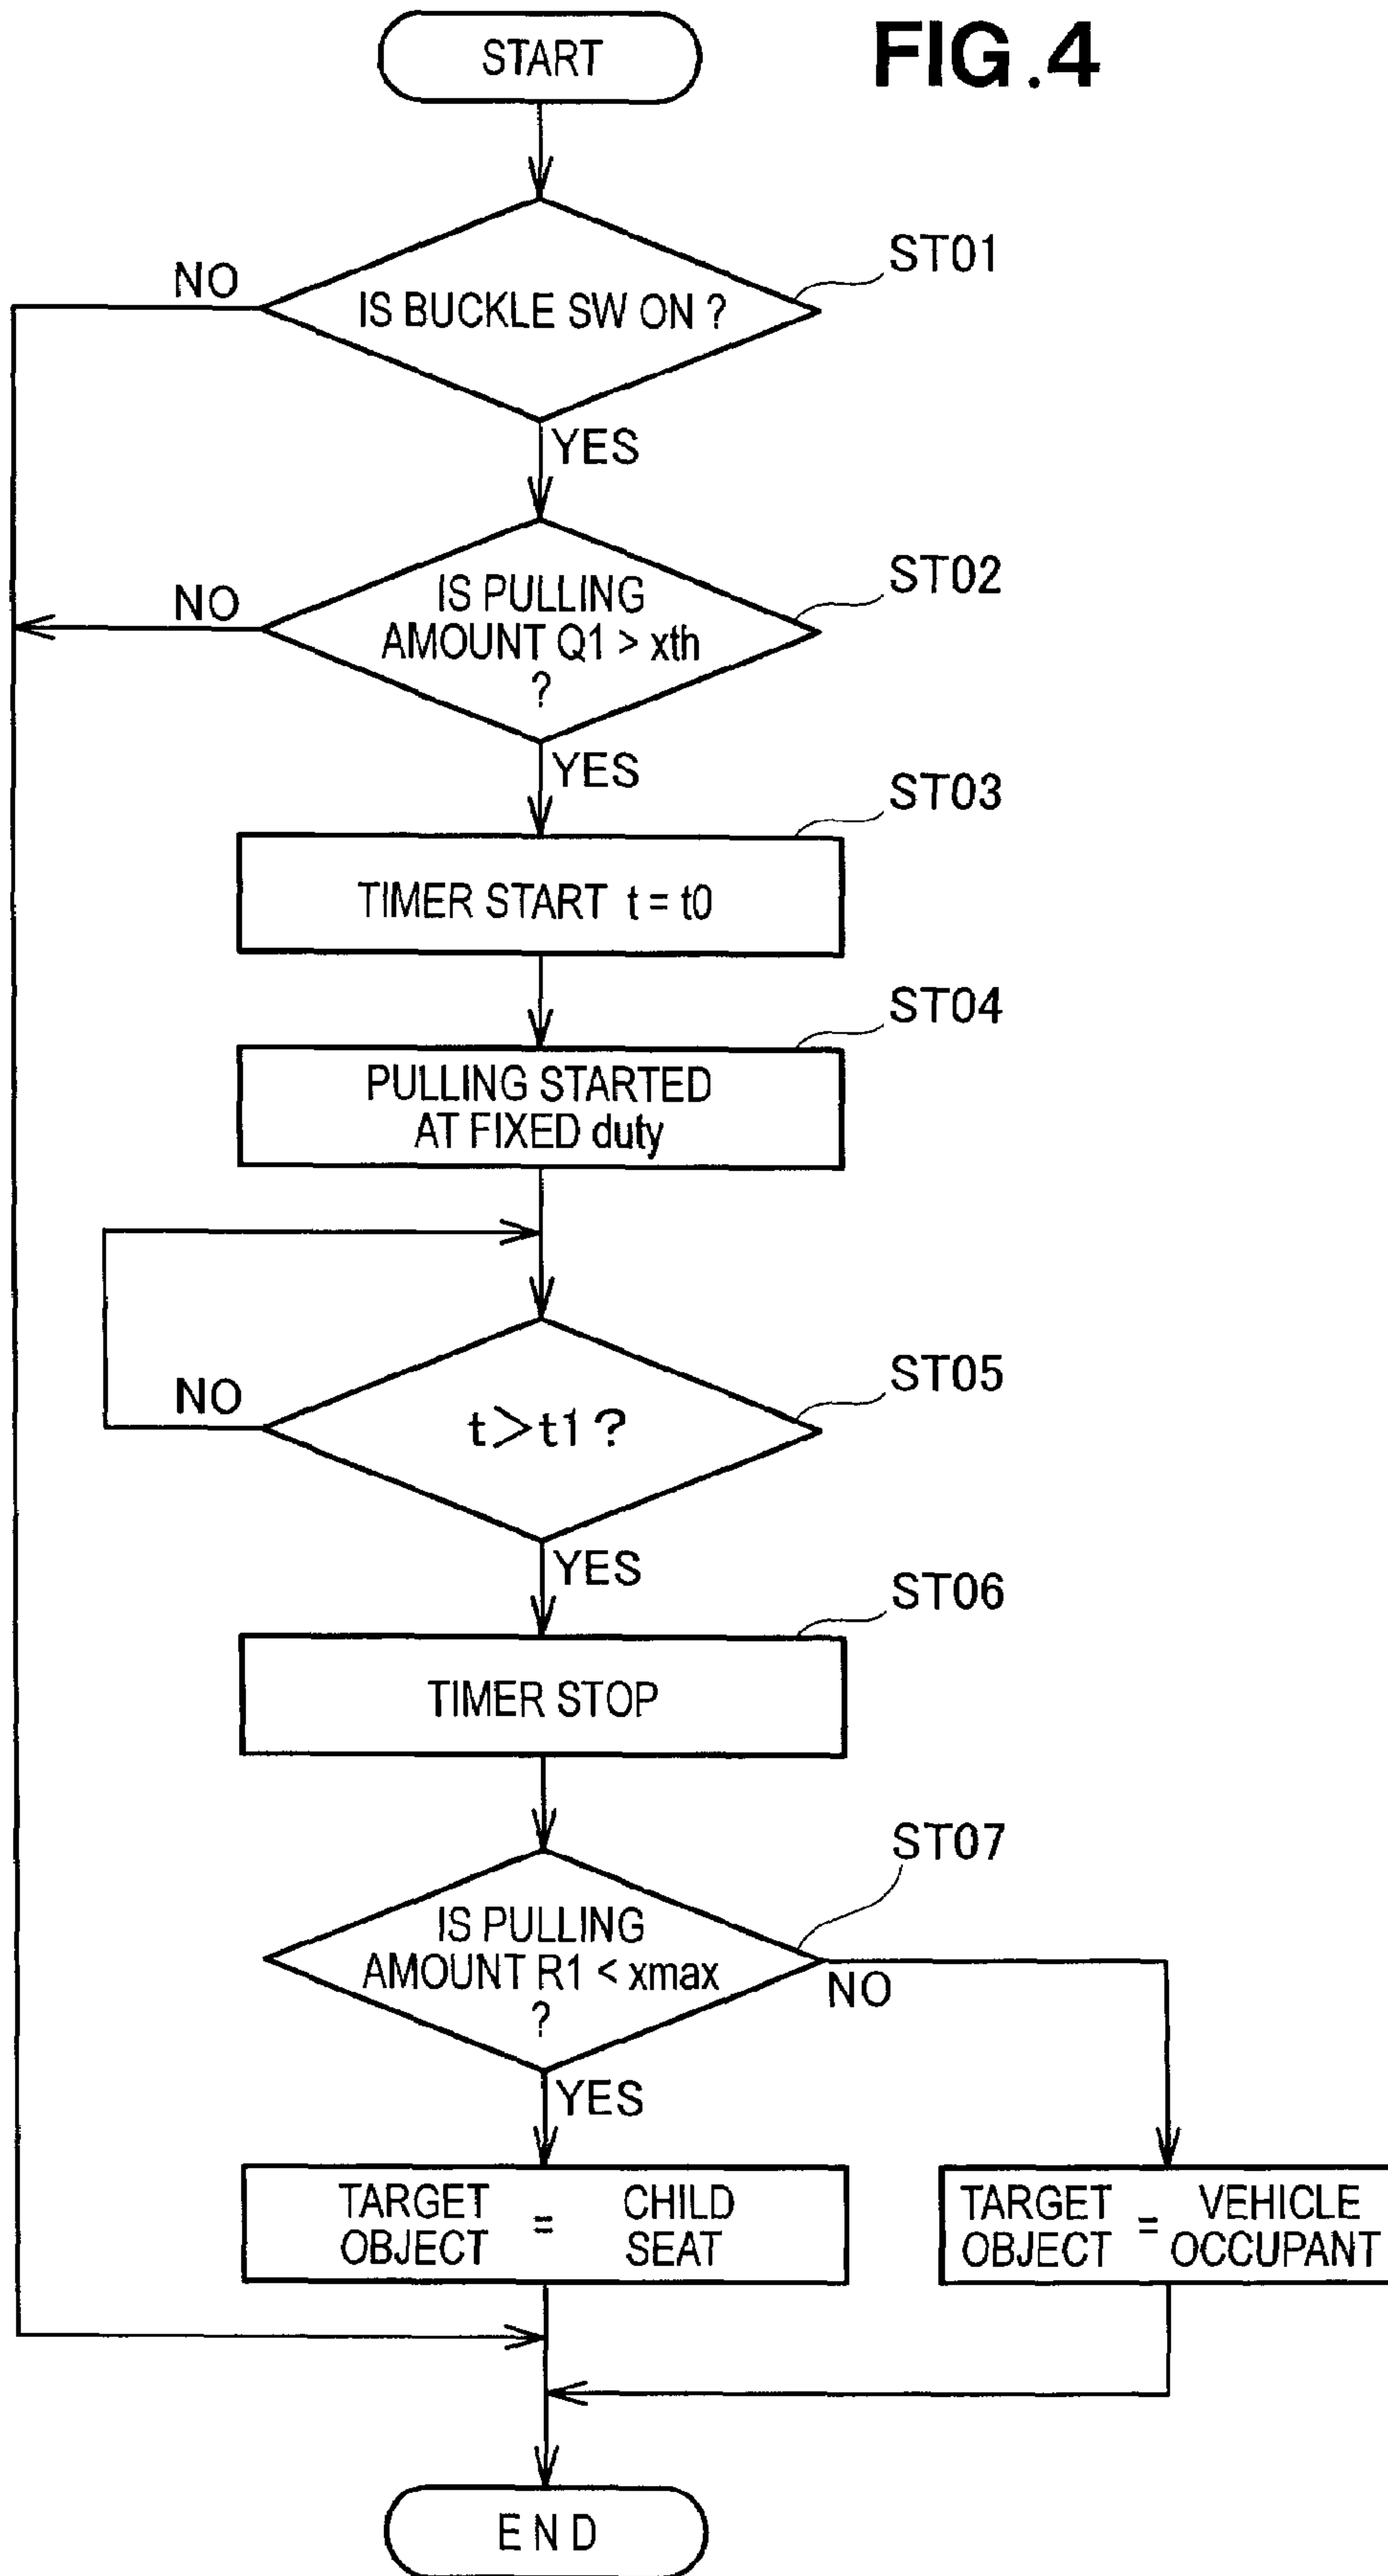 FIG.4
START
ST01
NO
IS BUCKLE SW ON ?
YES
ST02
NO
IS PULLING
AMOUNT Q1 > xth
?
YES
ST03
TIMER START t = t0
ST04
PULLING STARTED
AT FIXED duty
ST05
NO
t>t1?
YES
ST06
TIMER STOP
ST07
IS PULLING
AMOUNT R1 < xmax
?
NO
YES
TARGET OBJECT = CHILD SEAT
TARGET OBJECT = VEHICLE OCCUPANT
END